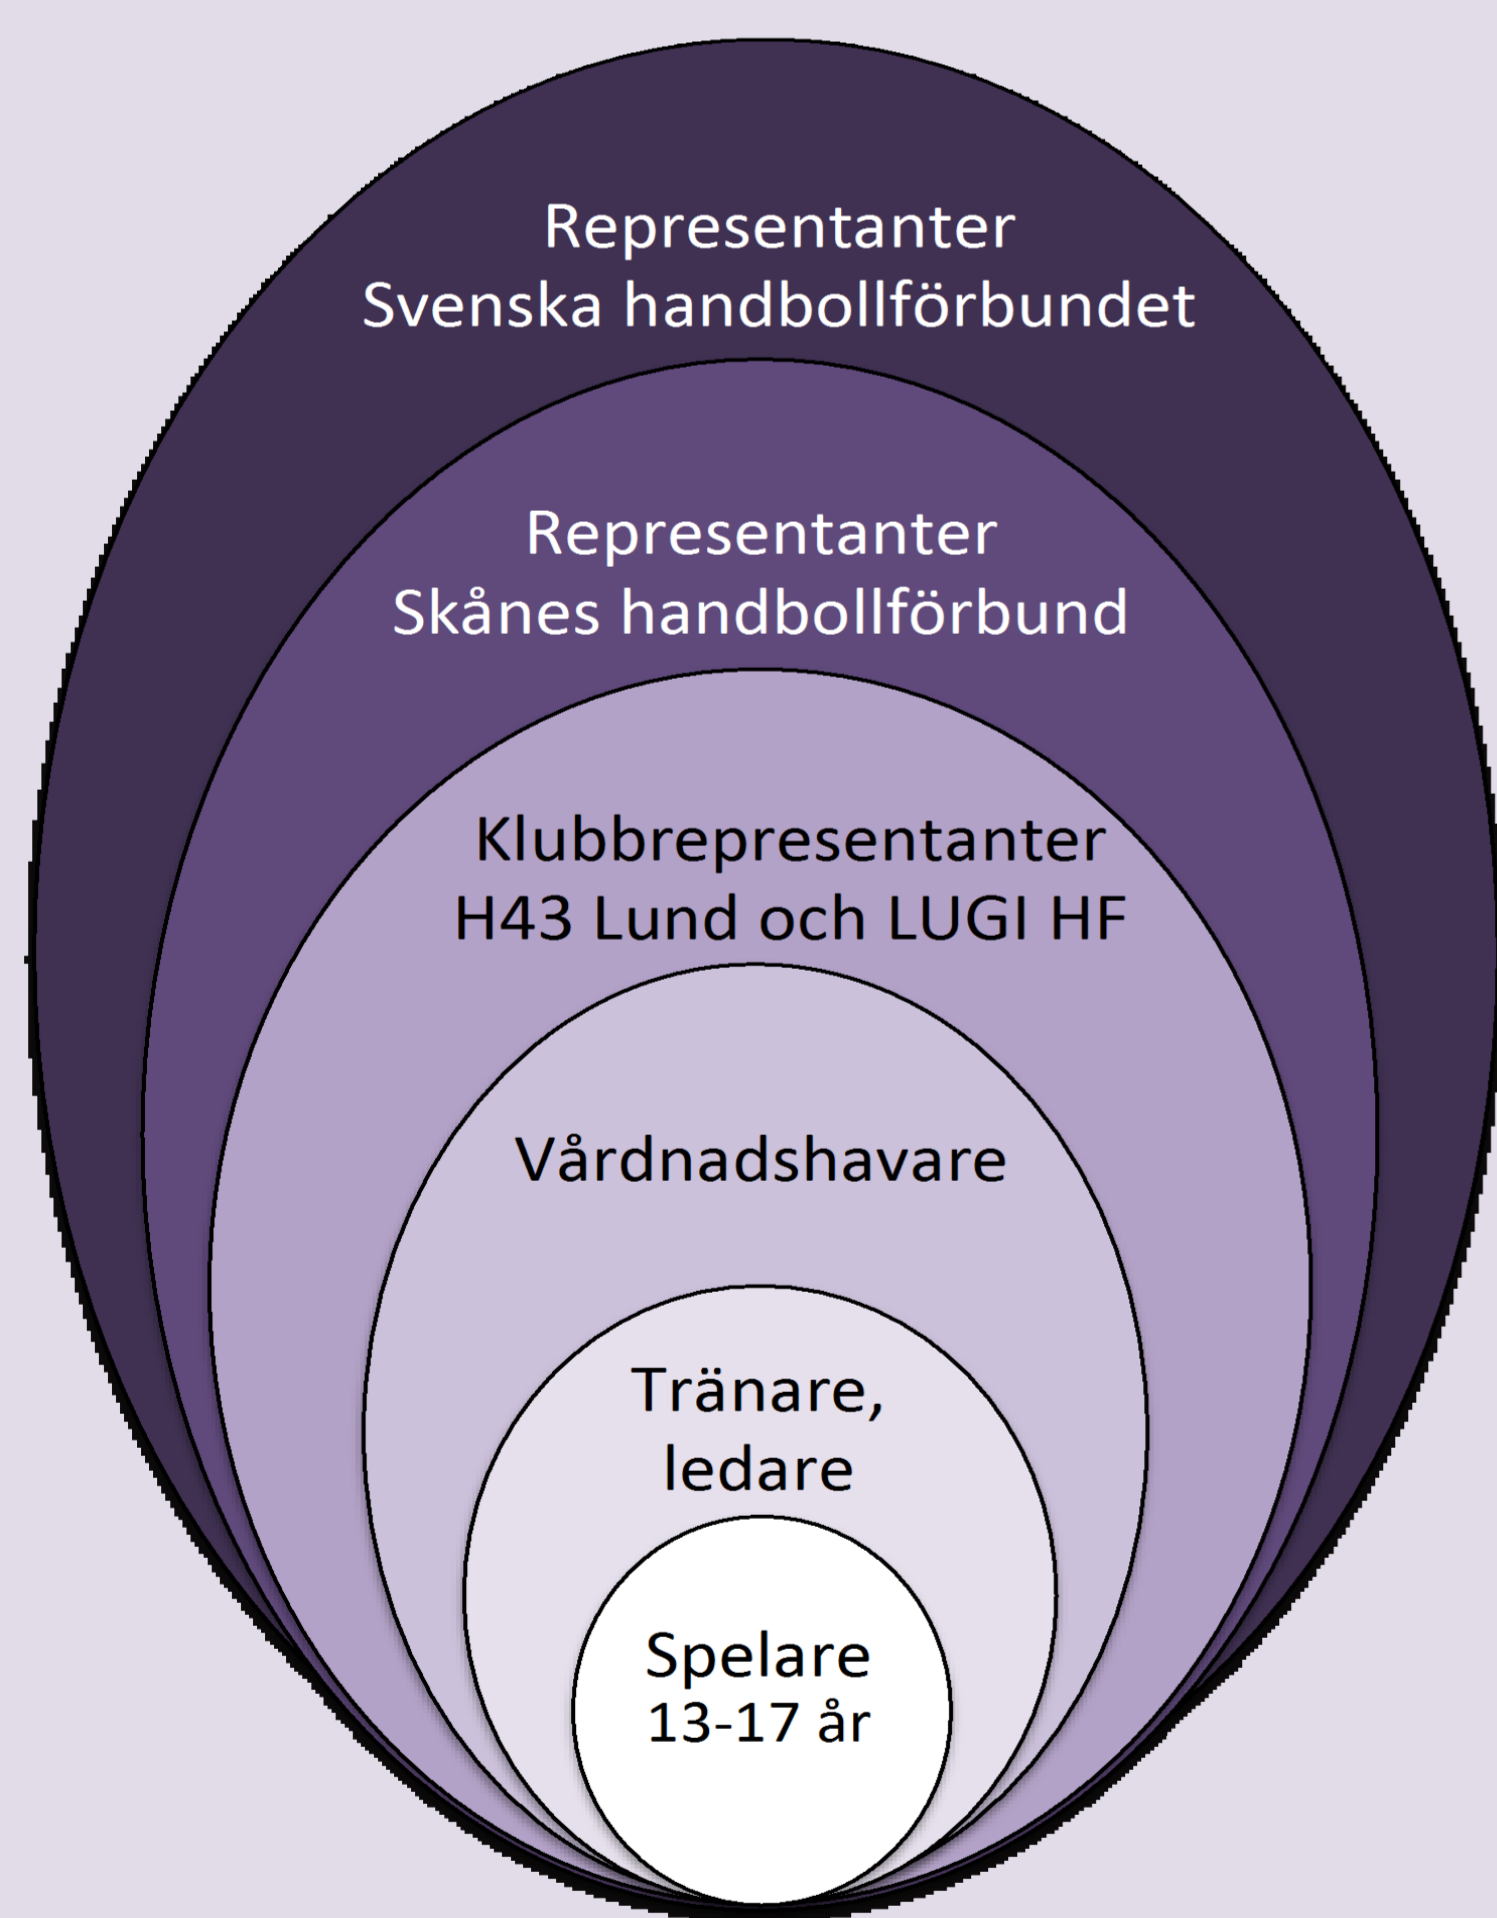 Representanter
Svenska handbollförbundet
Representanter
Skånes handbollförbund
Klubbrepresentanter
H43 Lund och LUGI HF
Vårdnadshavare
Tränare,
ledare
Spelare
13-17 år